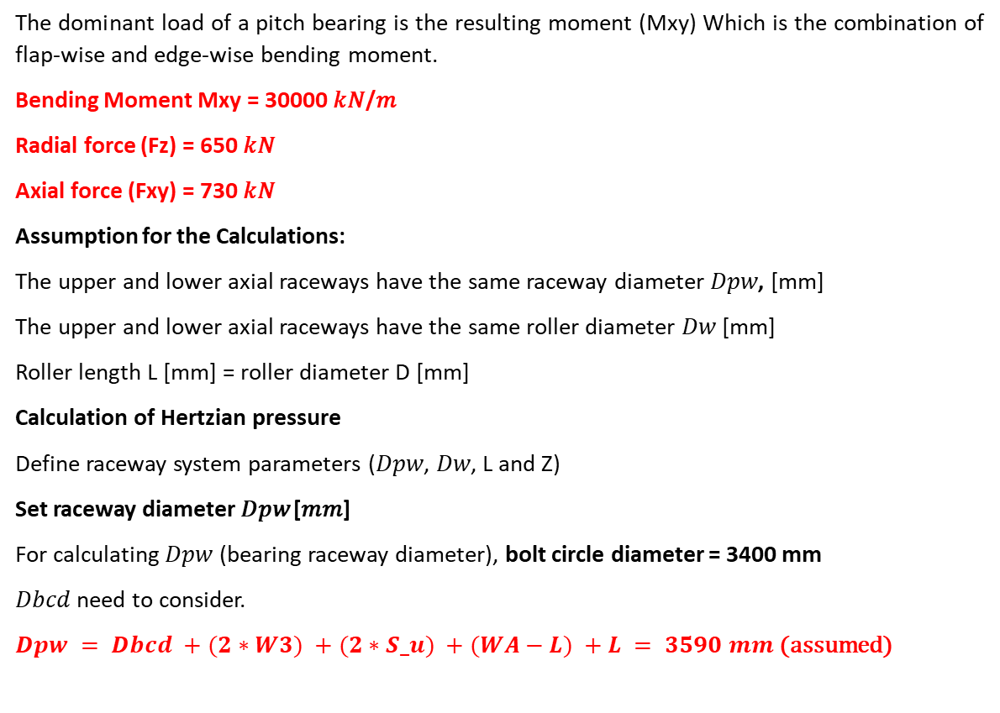 The dominant load of a pitch bearing is the resulting moment (Mxy) Which is the combination of
flap-wise and edge-wise bending moment.
Bending Moment Mxy = 30000 kN/m
Radial force (Fz) = 650 kN
Axial force (Fxy) = 730 kN
Assumption for the Calculations:
The upper and lower axial raceways have the same raceway diameter Dpw, [mm]
The upper and lower axial raceways have the same roller diameter Dw [mm]
Roller length L [mm] = roller diameter D [mm]
Calculation of Hertzian pressure
Define raceway system parameters (Dpw, Dw, L and Z)
Set raceway diameter Dpw[mm]
For calculating Dpw (bearing raceway diameter), bolt circle diameter = 3400 mm
Dbcd need to consider.
Dpw = Dbcd + (2 * W3) + (2 * S_u) + (WA − L) + L = 3590 mm (assumed)